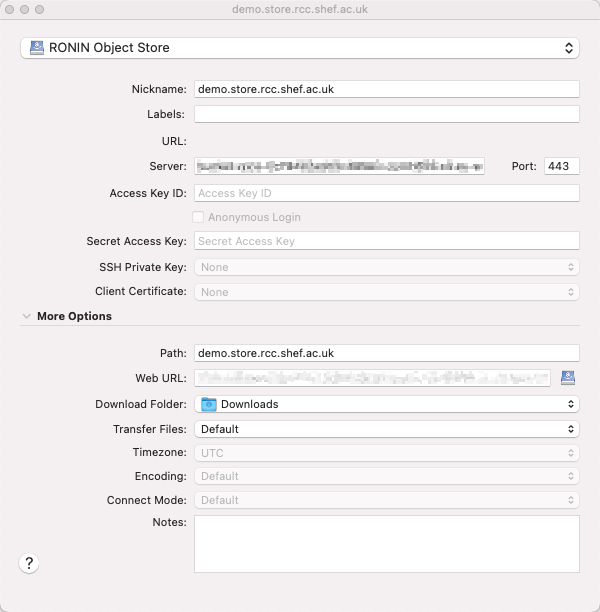 demo.store.rcc.shef.ac.uk
RONIN Object Store
Nickname: demo.store.rcc.shef.ac.uk
Labels:
URL:
Server: Port: 443
Access Key ID: Access Key ID
Anonymous Login
Secret Access Key: Secret Access Key
SSH Private Key: None
Client Certificate: None
More Options
Path: demo.store.rcc.shef.ac.uk
Web URL:
Download Folder: Downloads
Transfer Files: Default
Timezone: UTC
Encoding: Default
Connect Mode: Default
Notes:
?